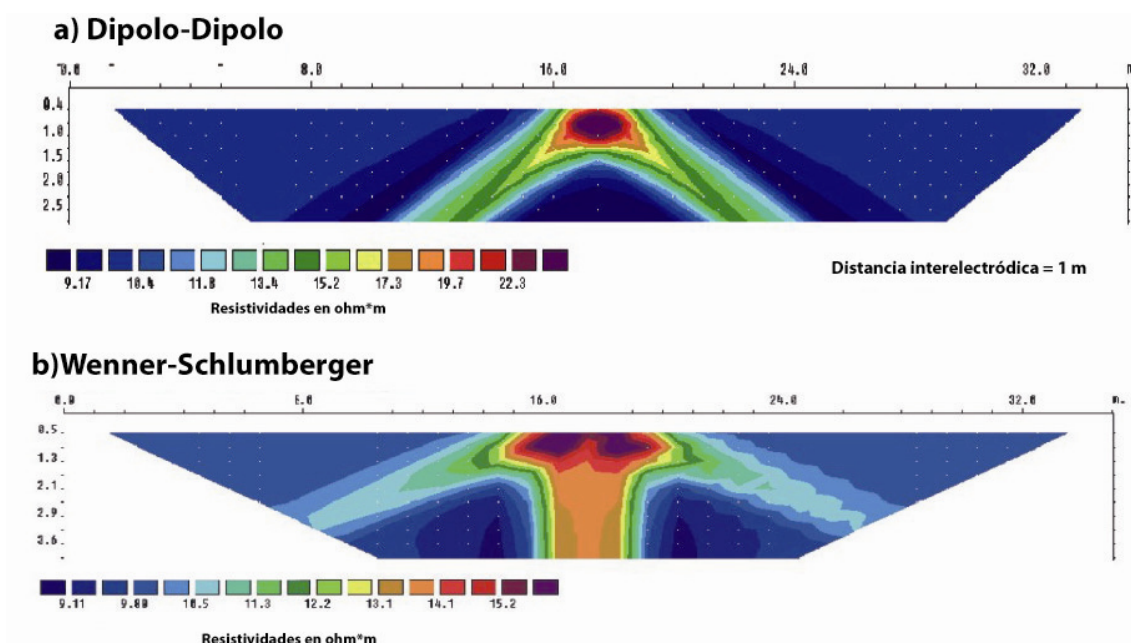 a) Dipolo-Dipolo
0.0 8.0 16.0 24.0 32.0
0.4
1.0
1.5
2.0
2.5
9.17 10.4 11.8 13.4 15.2 17.3 19.7 22.3
Resistividades en ohm*m
Distancia interelectródica = 1 m
b)Wenner-Schlumberger
0.0 8.0 16.0 24.0 32.0 m.
0.5
1.3
2.1
2.9
3.6
9.11 9.80 10.5 11.3 12.2 13.1 14.1 15.2
Resistividades en ohm*m